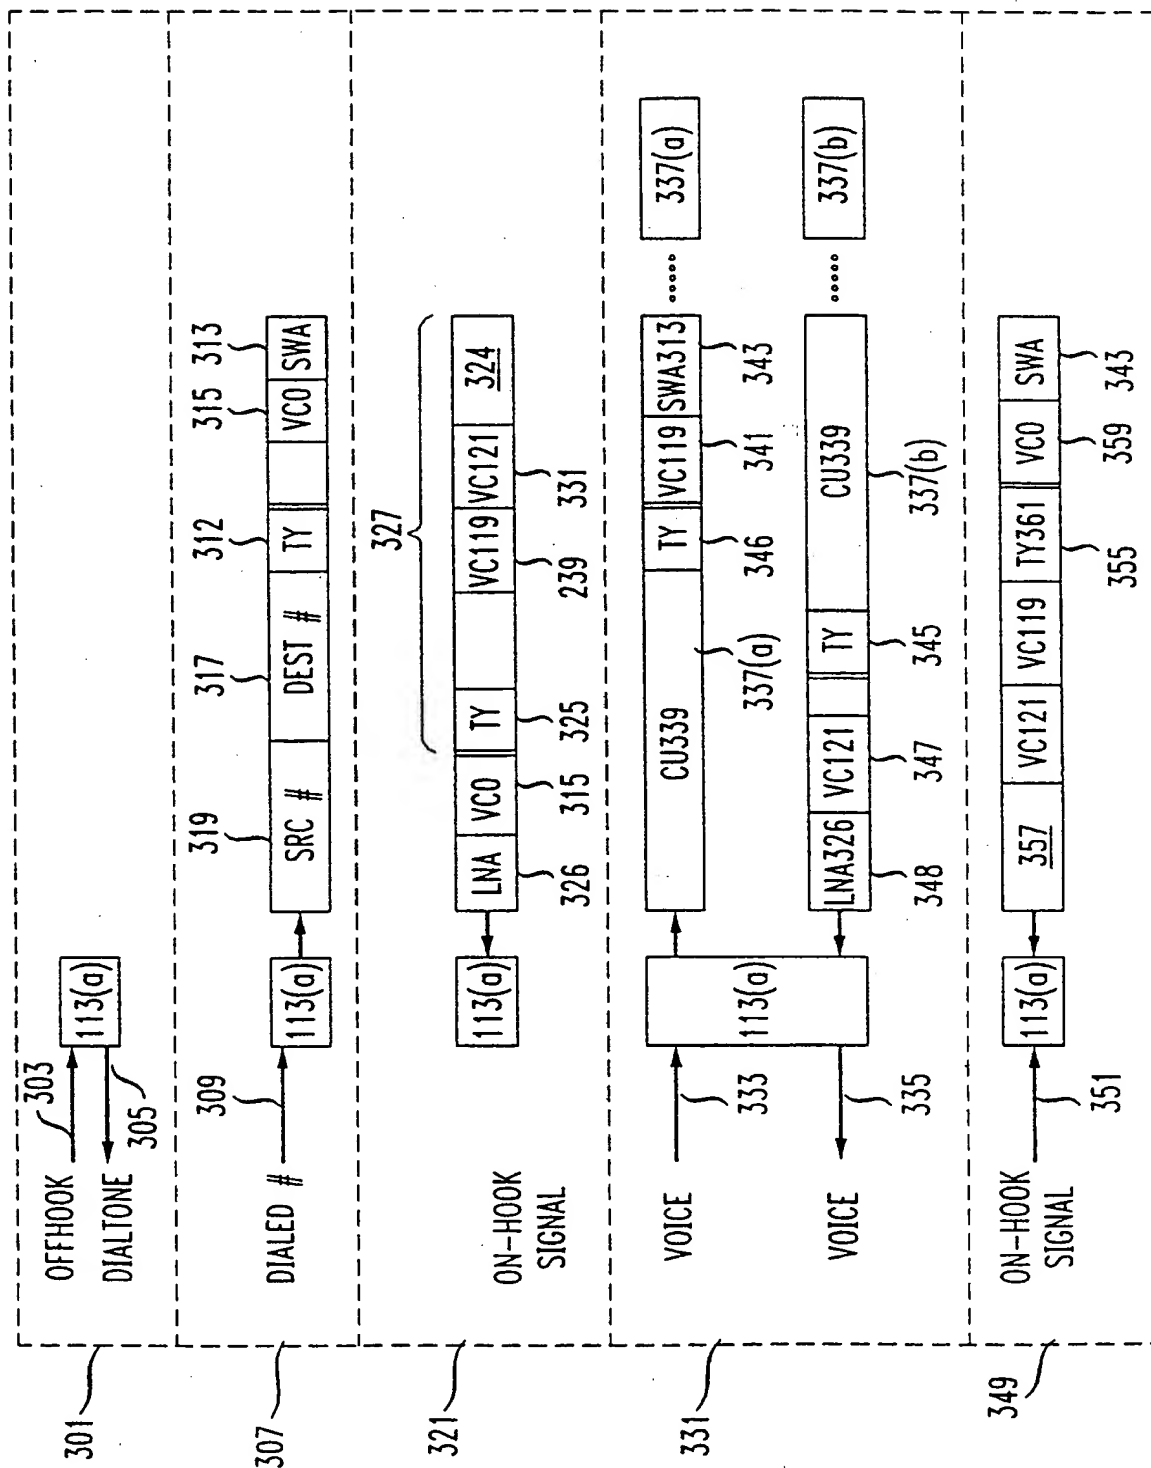 301
OFFHOOK
303
DIALTONE
305
113(a)
307
DIALED #
309
113(a)
319
317
312
315
313
SRC #
DEST #
TY
VC0
SWA
321
ON-HOOK
SIGNAL
113(a)
327
LNA
VC0
TY
VC119
VC121
324
326
315
325
239
331
331
VOICE
333
VOICE
335
113(a)
CU339
TY
VC119
SWA313
337(a)
337(a)
346
341
343
LNA326
VC121
TY
CU339
337(b)
348
347
345
337(b)
349
ON-HOOK
SIGNAL
351
113(a)
357
VC121
VC119
TY361
VC0
SWA
355
359
343